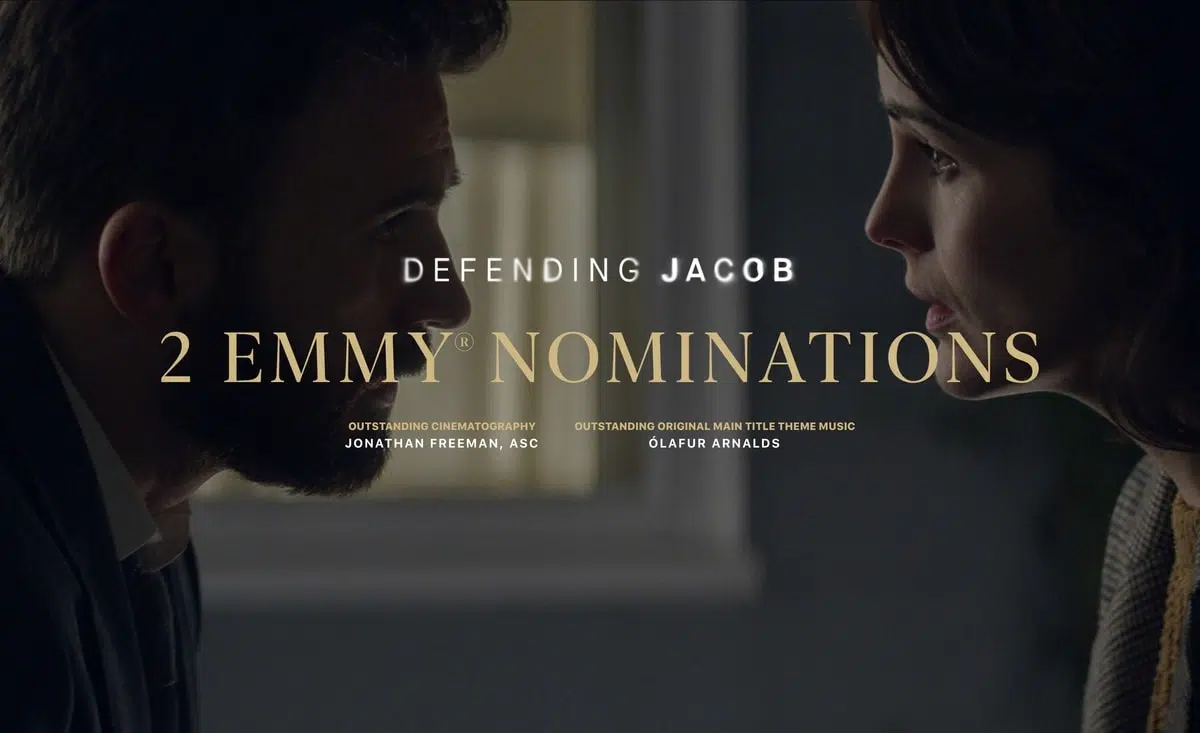 DEFENDING JACOB
2 EMMY® NOMINATIONS
OUTSTANDING CINEMATOGRAPHY
JONATHAN FREEMAN, ASC
OUTSTANDING ORIGINAL MAIN TITLE THEME MUSIC
ÓLAFUR ARNALDS